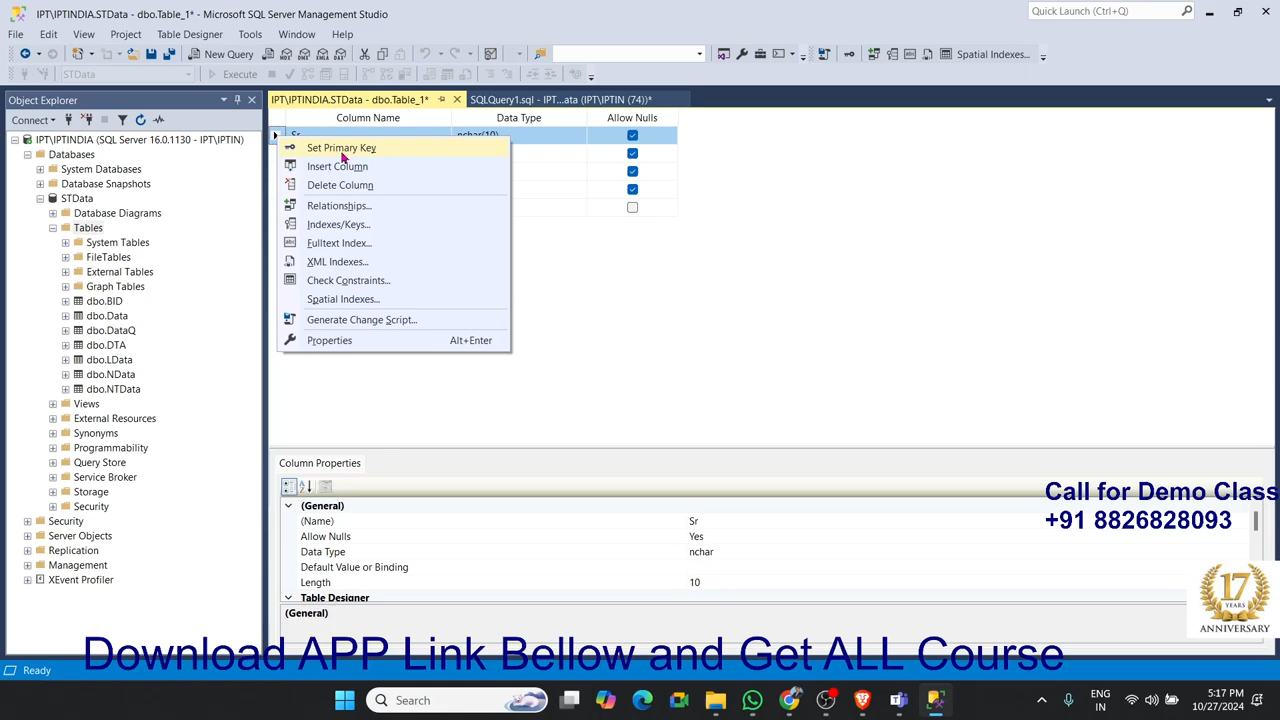 IPT\IPTINDIA.STData - dbo.Table_1* - Microsoft SQL Server Management Studio
Quick Launch (Ctrl+Q)
File Edit View Project Table Designer Tools Window Help
New Query
MDX DMX XMLA DAX
Spatial Indexes...
STData
Execute
Object Explorer
IPT\IPTINDIA.STData - dbo.Table_1*
SQLQuery1.sql - IPT...ata (IPT\IPTIN (74))*
Connect
Column Name Data Type Allow Nulls
Sr nchar(10)
IPT\IPTINDIA (SQL Server 16.0.1130 - IPT\IPTIN)
Databases
System Databases
Database Snapshots
STData
Database Diagrams
Tables
System Tables
FileTables
External Tables
Graph Tables
dbo.BID
dbo.Data
dbo.DataQ
dbo.DTA
dbo.LData
dbo.NData
dbo.NTData
Views
External Resources
Synonyms
Programmability
Query Store
Service Broker
Storage
Security
Security
Server Objects
Replication
Management
XEvent Profiler
Set Primary Key
Insert Column
Delete Column
Relationships...
Indexes/Keys...
Fulltext Index...
XML Indexes...
Check Constraints...
Spatial Indexes...
Generate Change Script...
Properties Alt+Enter
Column Properties
(General)
(Name) Sr
Allow Nulls Yes
Data Type nchar
Default Value or Binding
Length 10
Table Designer
(General)
Call for Demo Class
+91 8826828093
17
YEARS
ANNIVERSARY
Download APP Link Bellow and Get ALL Course
Ready
Search
ENG
IN
5:17 PM
10/27/2024